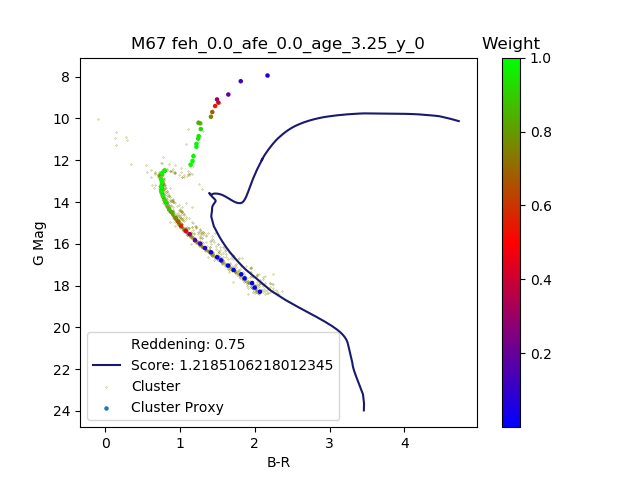 M67 feh_0.0_afe_0.0_age_3.25_y_0
Weight
8
10
12
14
16
18
20
22
24
G Mag
0
1
2
3
4
B-R
Reddening: 0.75
Score: 1.2185106218012345
Cluster
Cluster Proxy
1.0
0.8
0.6
0.4
0.2